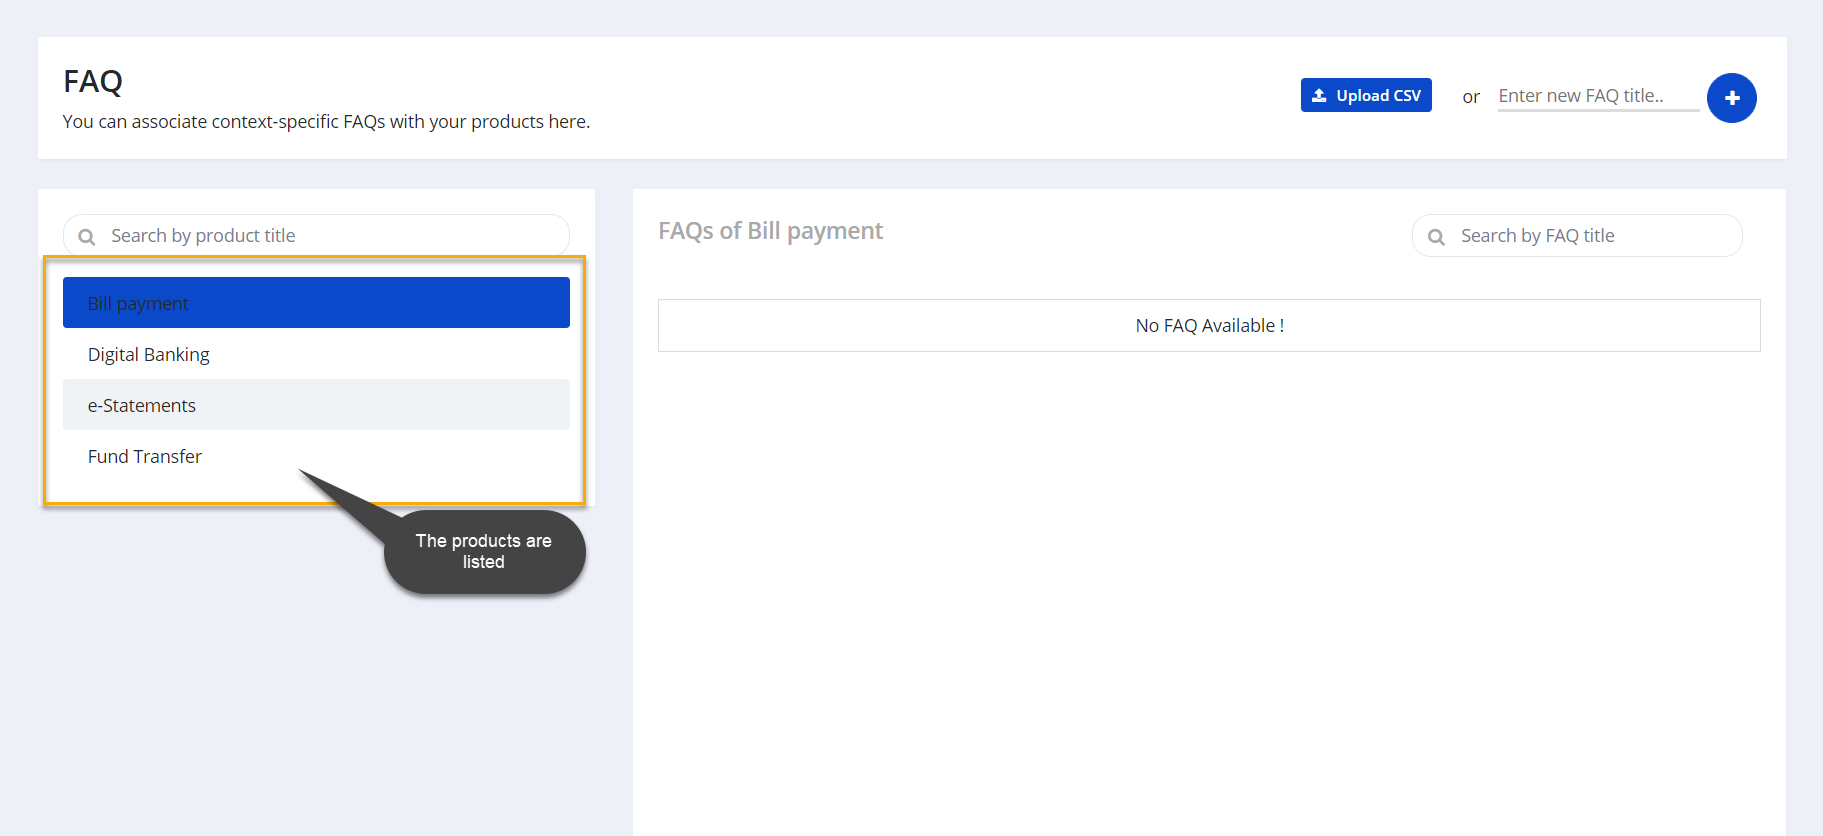 FAQ
You can associate context-specific FAQs with your products here.
Upload CSV
or
Enter new FAQ title..
Search by product title
Bill payment
Digital Banking
e-Statements
Fund Transfer
The products are
listed
FAQs of Bill payment
Search by FAQ title
No FAQ Available !